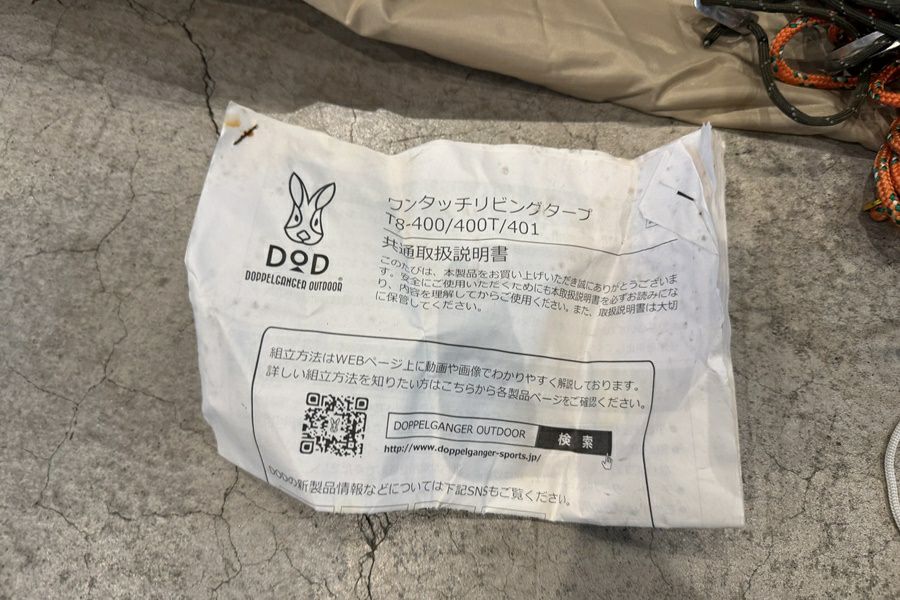 DOD
DOPPELGANGER OUTDOOR®
ワンタッチリビングタープ
T8-400/400T/401
共通取扱説明書
このたびは、本製品をお買い上げいただき誠にありがとうございま
す。安全にご使用いただくためにも本取扱説明書を必ずお読みにな
り、内容を理解してからご使用ください。また、取扱説明書は大切
に保管してください。
組立方法はWEBページ上に動画や画像でわかりやすく解説しております。
詳しい組立方法を知りたい方はこちらから各製品ページをご確認ください。
DOPPELGANGER OUTDOOR 検索
http://www.doppelganger-sports.jp/
DODの新製品情報などについては下記SNSもご覧ください。